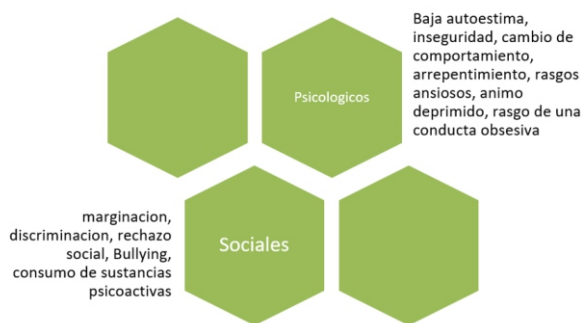 Psicologicos
Baja autoestima,
inseguridad, cambio de
comportamiento,
arrepentimiento, rasgos
ansiosos, animo
deprimido, rasgo de una
conducta obsesiva
marginacion,
discriminacion, rechazo
social, Bullying,
consumo de sustancias
psicoactivas
Sociales